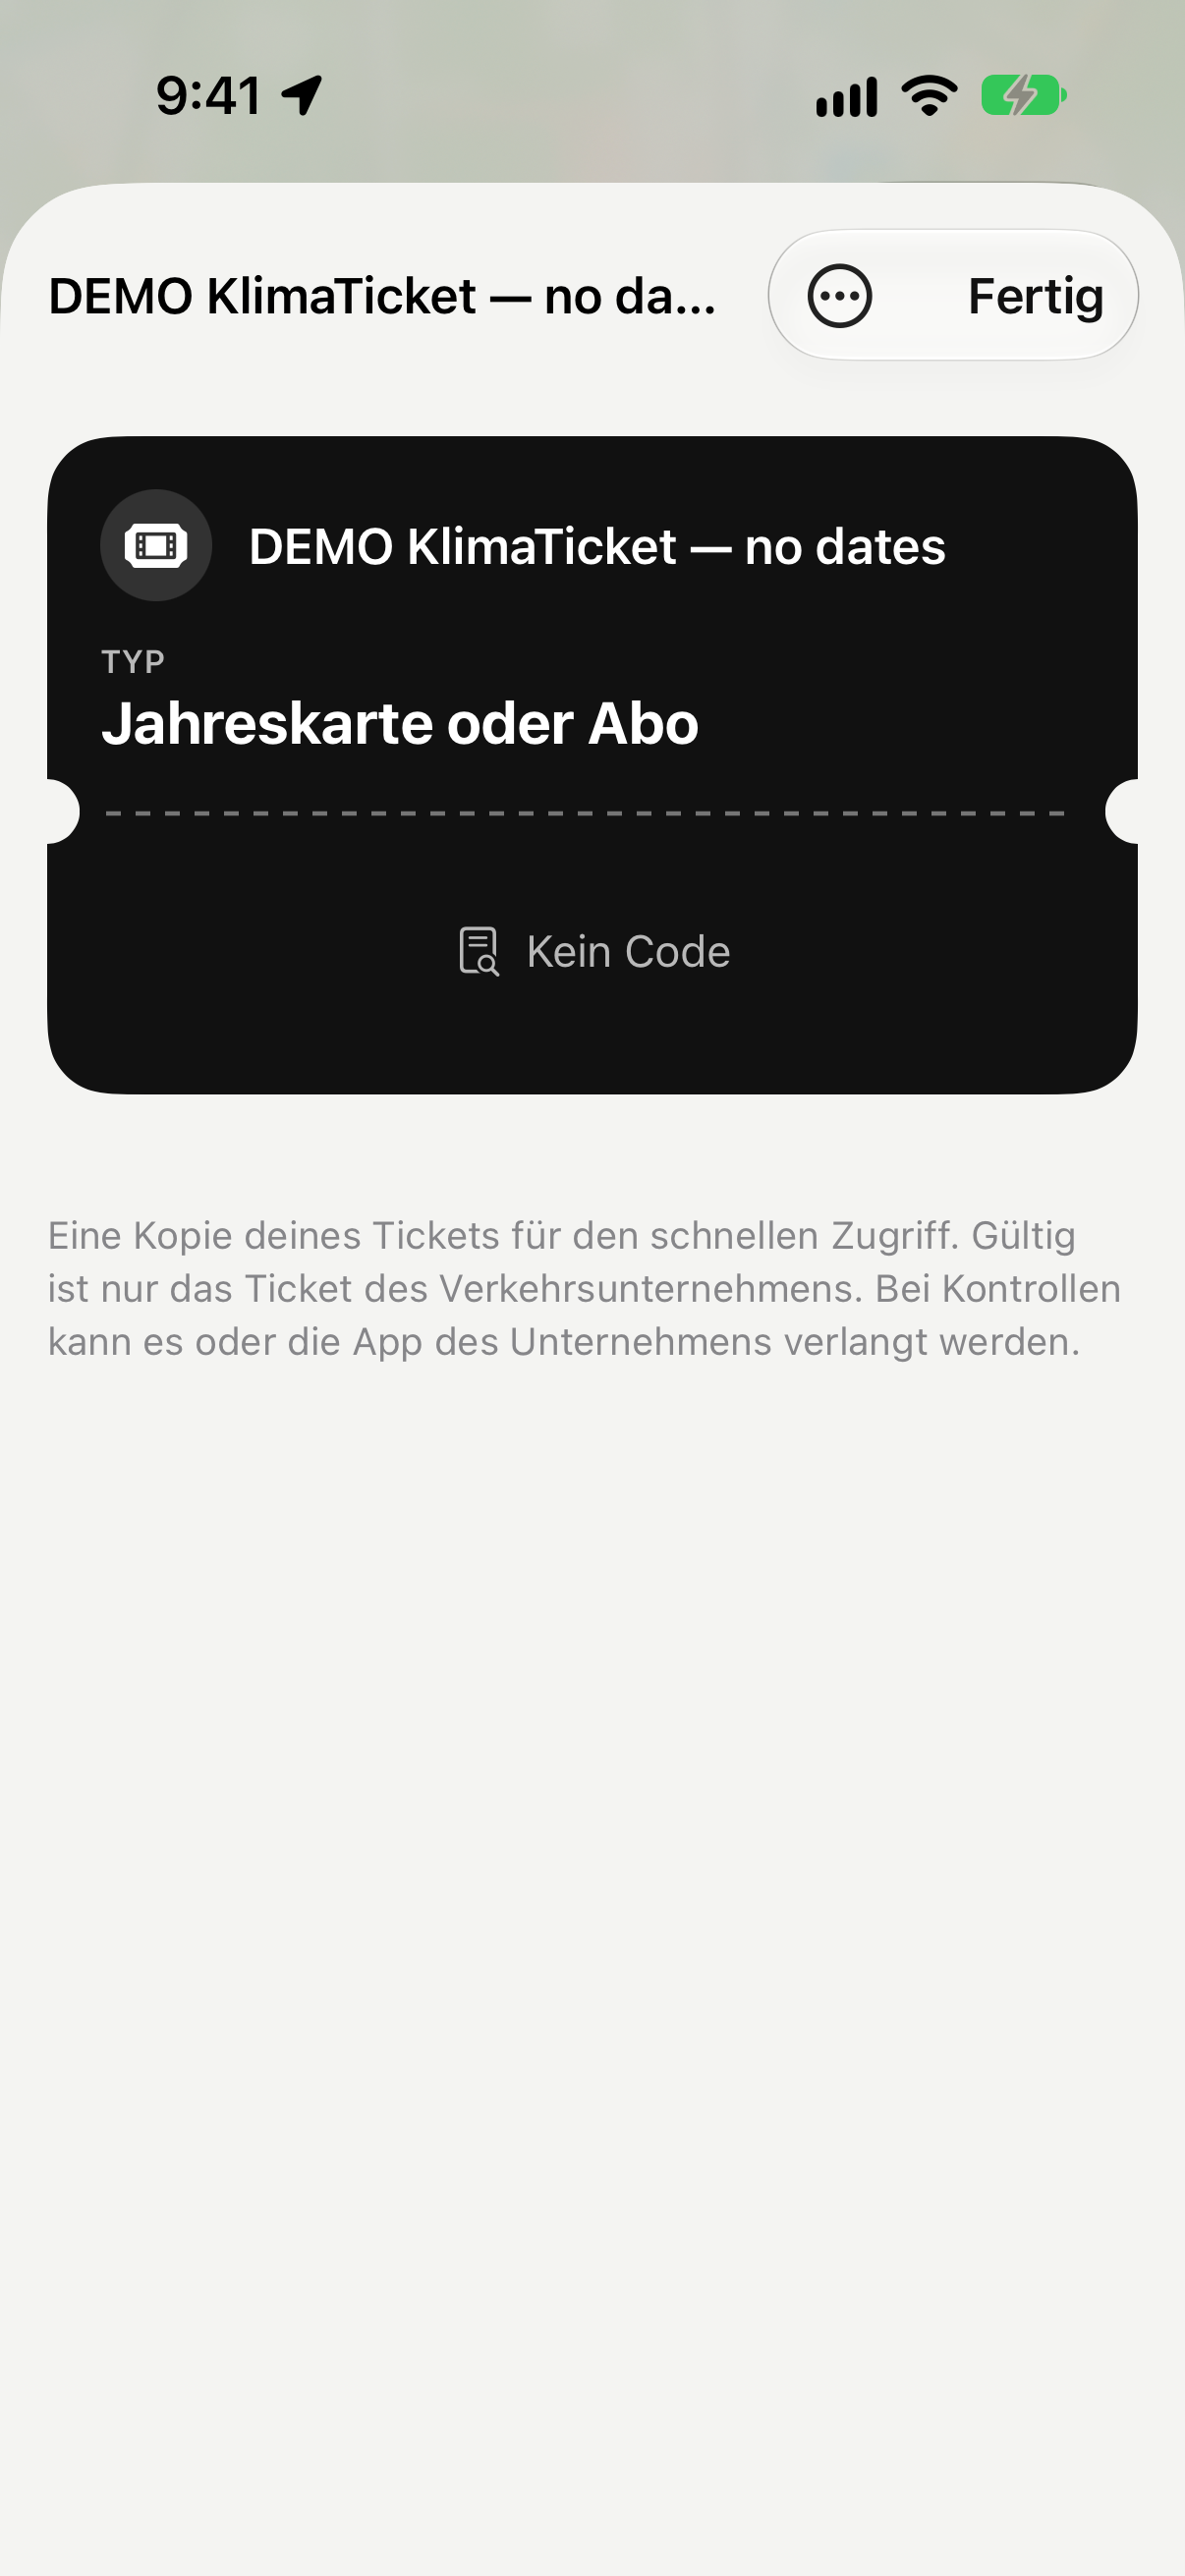 9:41
DEMO KlimaTicket — no da...
Fertig
DEMO KlimaTicket — no dates
TYP
Jahreskarte oder Abo
Kein Code
Eine Kopie deines Tickets für den schnellen Zugriff. Gültig
ist nur das Ticket des Verkehrsunternehmens. Bei Kontrollen
kann es oder die App des Unternehmens verlangt werden.